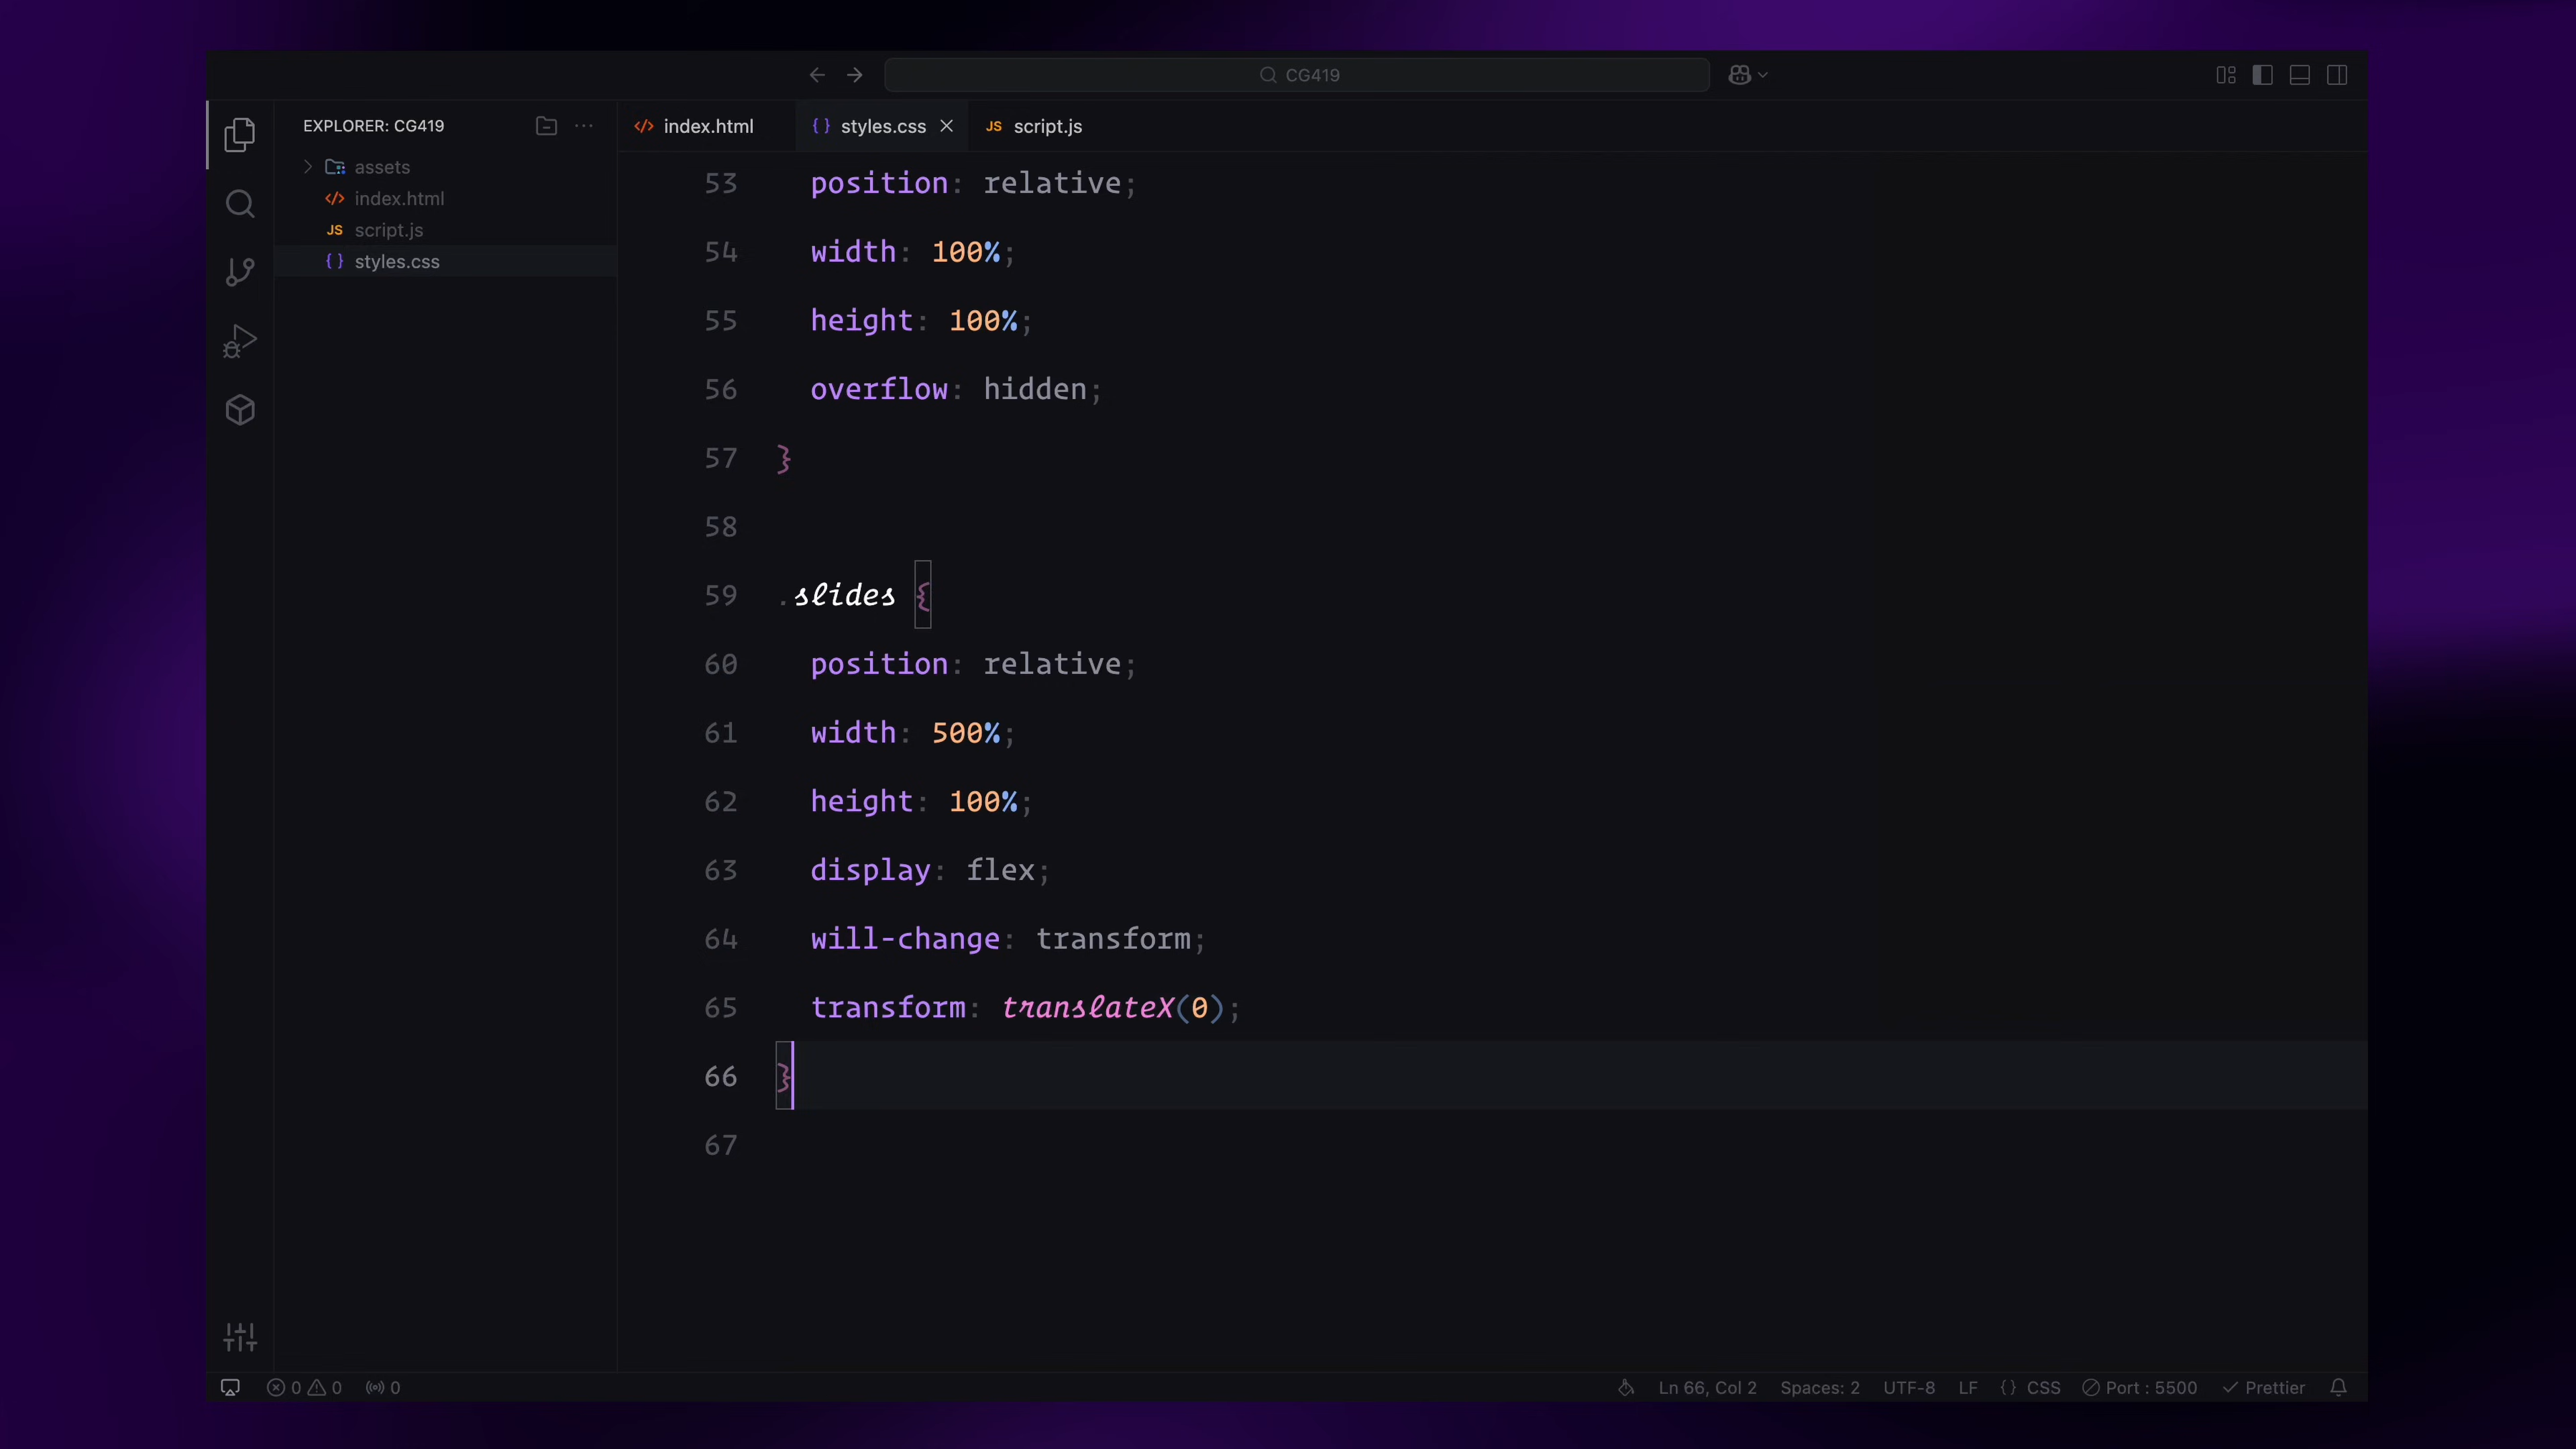 CG419
EXPLORER: CG419
assets
index.html
JS script.js
{ } styles.css
index.html
{ } styles.css
JS script.js
53 position: relative;
54 width: 100%;
55 height: 100%;
56 overflow: hidden;
57 }
58
59 .slides {
60 position: relative;
61 width: 500%;
62 height: 100%;
63 display: flex;
64 will-change: transform;
65 transform: translateX(0);
66 }
67
0 0 0
Ln 66, Col 2 Spaces: 2 UTF-8 LF { } CSS Port : 5500 Prettier